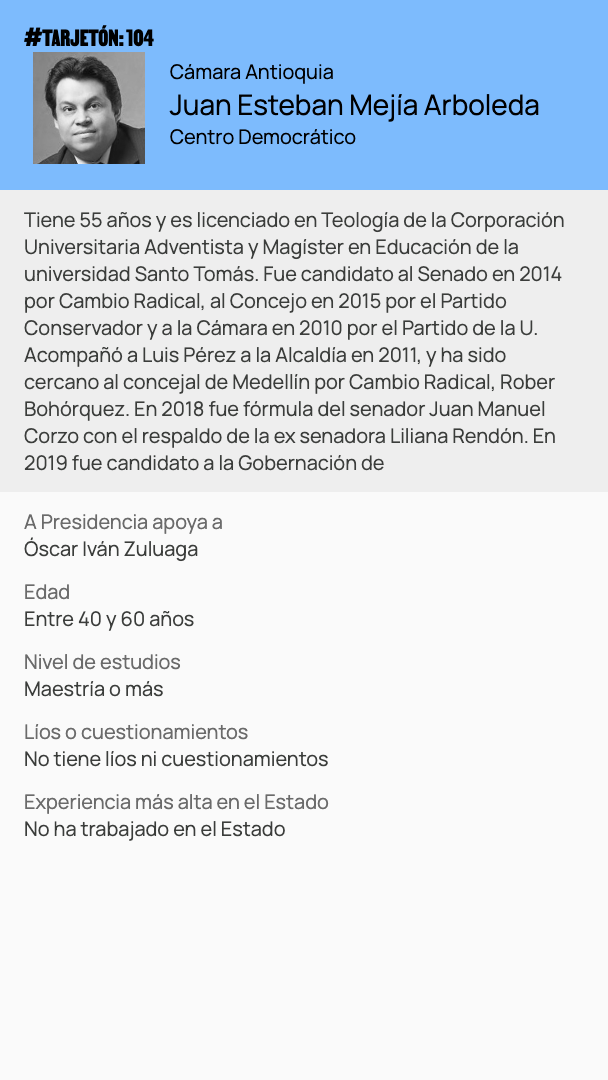 #TARJETÓN: 104
Cámara Antioquia
Juan Esteban Mejía Arboleda
Centro Democrático
Tiene 55 años y es licenciado en Teología de la Corporación
Universitaria Adventista y Magíster en Educación de la
universidad Santo Tomás. Fue candidato al Senado en 2014
por Cambio Radical, al Concejo en 2015 por el Partido
Conservador y a la Cámara en 2010 por el Partido de la U.
Acompañó a Luis Pérez a la Alcaldía en 2011, y ha sido
cercano al concejal de Medellín por Cambio Radical, Rober
Bohórquez. En 2018 fue fórmula del senador Juan Manuel
Corzo con el respaldo de la ex senadora Liliana Rendón. En
2019 fue candidato a la Gobernación de
A Presidencia apoya a
Óscar Iván Zuluaga
Edad
Entre 40 y 60 años
Nivel de estudios
Maestría o más
Líos o cuestionamientos
No tiene líos ni cuestionamientos
Experiencia más alta en el Estado
No ha trabajado en el Estado